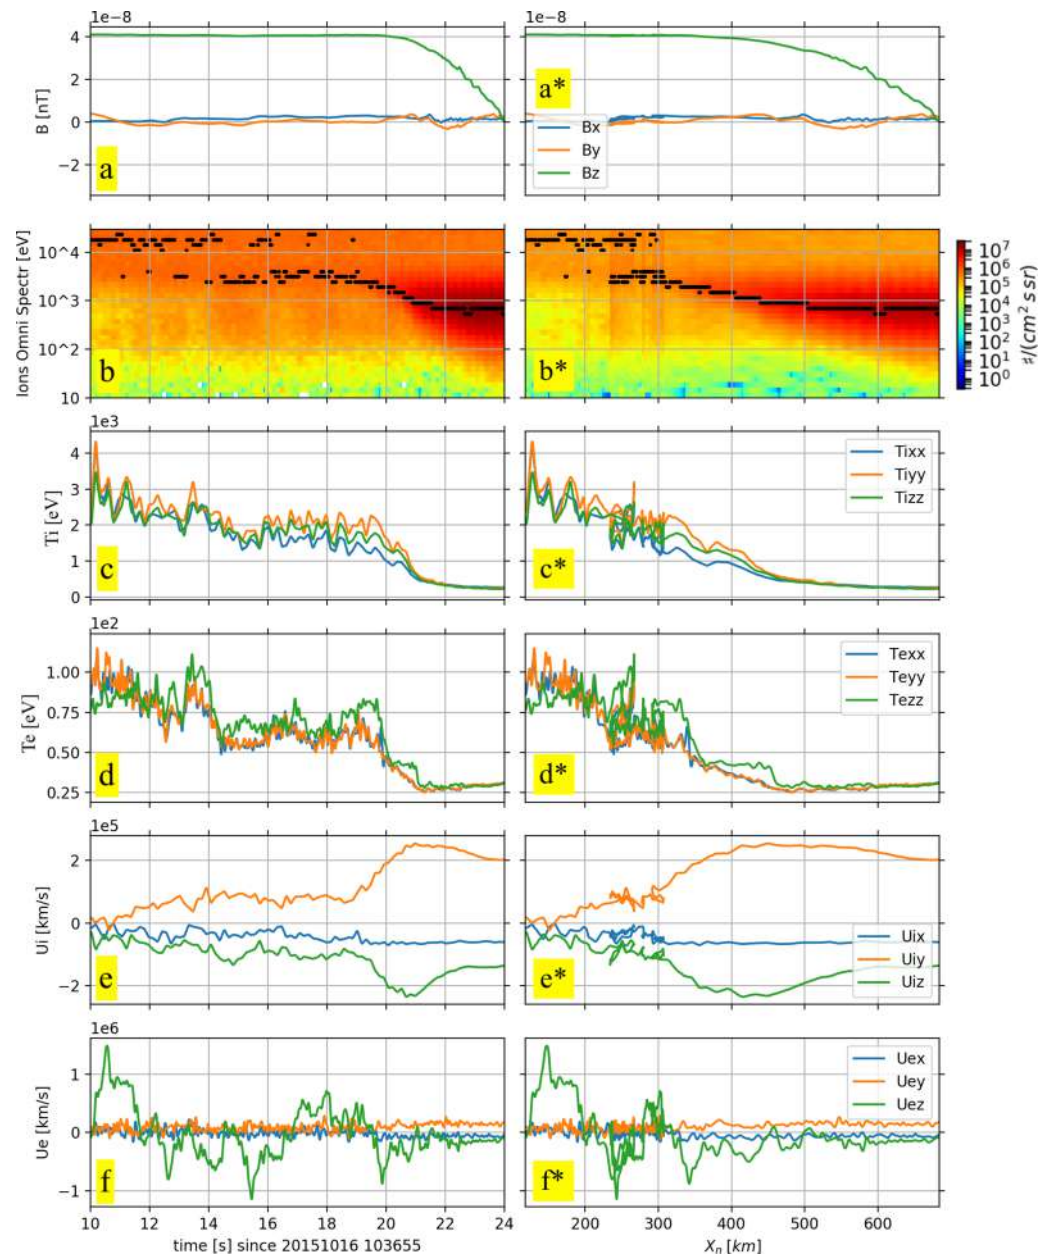 1e−8
1e−8
B [nT]
4
2
0
−2
a
a*
Bx
By
Bz
Ions Omni Spectr [eV]
10^4
10^3
10^2
10
b
b*
10^7
10^6
10^5
10^4
10^3
10^2
10^1
10^0
♯/(cm² s sr)
1e3
Ti [eV]
4
3
2
1
0
c
c*
Tixx
Tiyy
Tizz
1e2
Te [eV]
1.00
0.75
0.50
0.25
d
d*
Texx
Teyy
Tezz
1e5
Ui [km/s]
2
0
−2
e
e*
Uix
Uiy
Uiz
1e6
Ue [km/s]
1
0
−1
f
f*
Uex
Uey
Uez
10 12 14 16 18 20 22 24
200 300 400 500 600
time [s] since 20151016 103655
Xn [km]